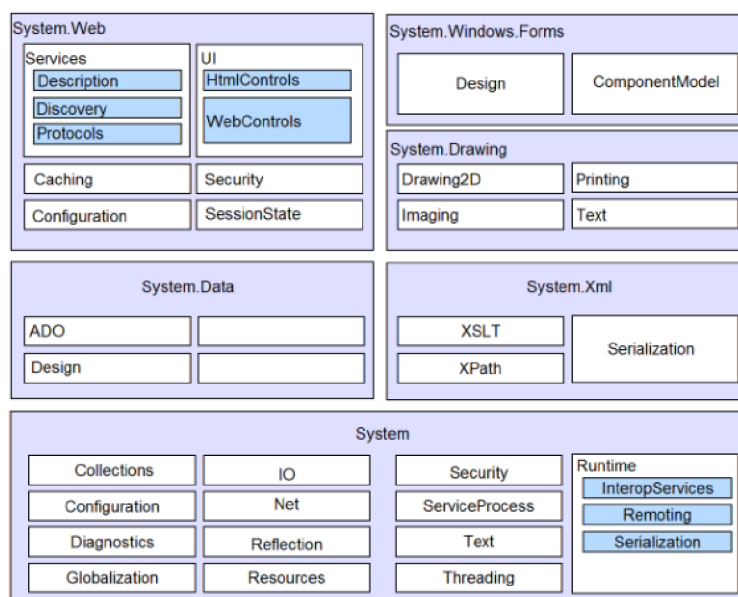 System.Web
Services
Description
Discovery
Protocols
UI
HtmlControls
WebControls
Caching
Security
Configuration
SessionState
System.Windows.Forms
Design
ComponentModel
System.Drawing
Drawing2D
Printing
Imaging
Text
System.Data
ADO
Design
System.Xml
XSLT
XPath
Serialization
System
Collections
IO
Security
Configuration
Net
ServiceProcess
Diagnostics
Reflection
Text
Globalization
Resources
Threading
Runtime
InteropServices
Remoting
Serialization